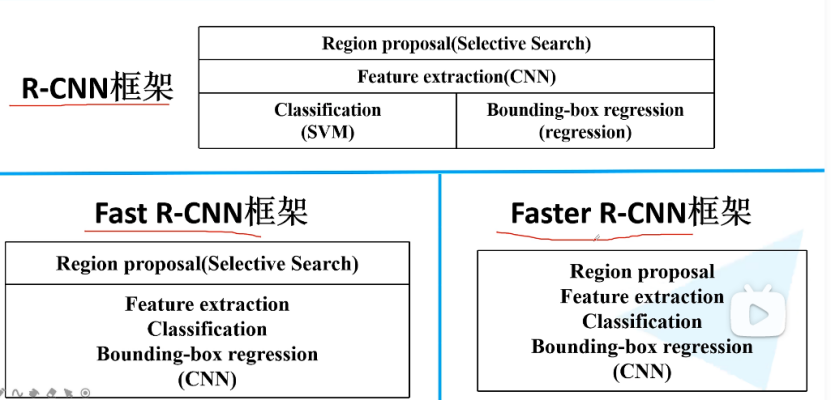 R-CNN框架
Region proposal(Selective Search)
Feature extraction(CNN)
Classification
(SVM)
Bounding-box regression
(regression)
Fast R-CNN框架
Region proposal(Selective Search)
Feature extraction
Classification
Bounding-box regression
(CNN)
Faster R-CNN框架
Region proposal
Feature extraction
Classification
Bounding-box regression
(CNN)